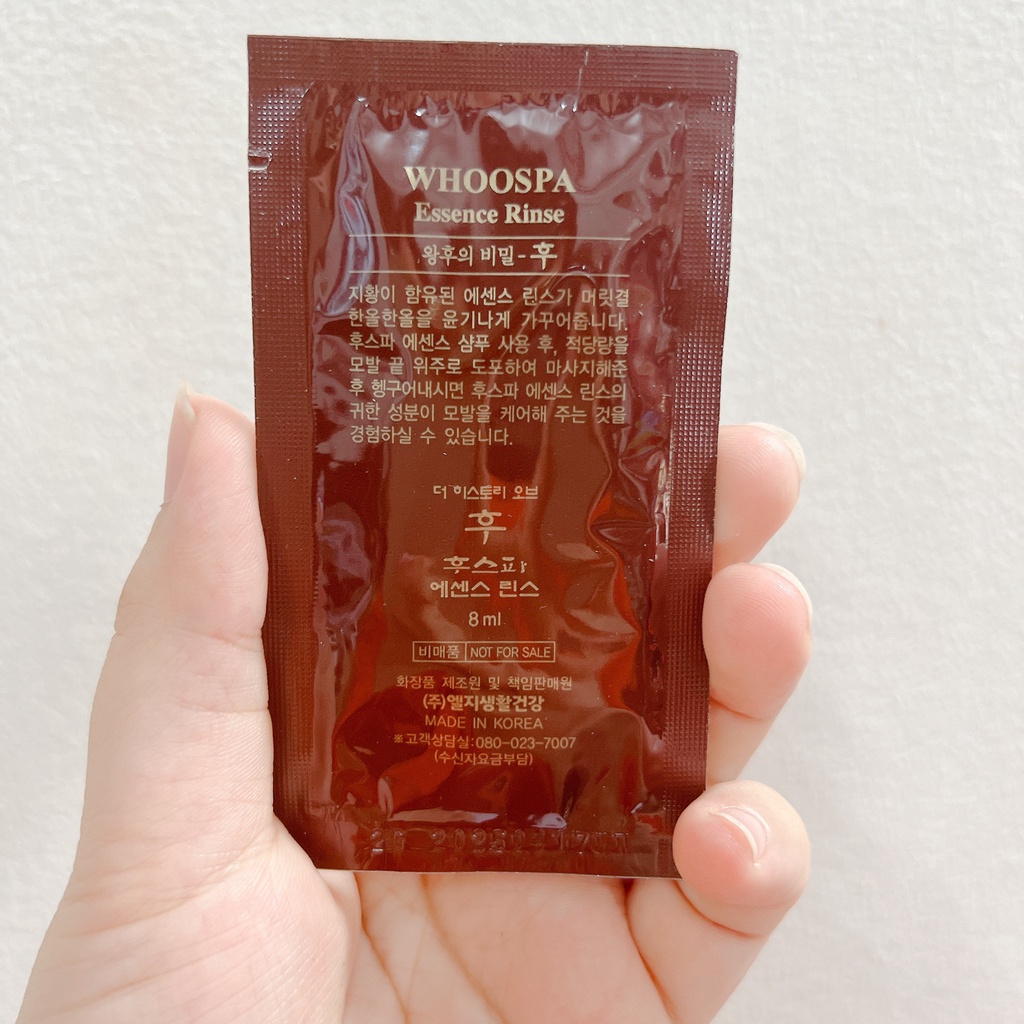 WHOOSPA
Essence Rinse
왕후의 비밀-후
지황이 함유된 에센스 린스가 머릿결
한올한올을 윤기나게 가꾸어줍니다.
후스파 에센스 샴푸 사용 후, 적당량을
모발 끝 위주로 도포하여 마사지해준
후 헹구어내시면 후스파 에센스 린스의
귀한 성분이 모발을 케어해 주는 것을
경험하실 수 있습니다.
더 히스토리 오브
후
후스파
에센스 린스
8ml
비매품 NOT FOR SALE
화장품 제조원 및 책임판매원
(주)엘지생활건강
MADE IN KOREA
※고객상담실:080-023-7007
(수신자요금부담)